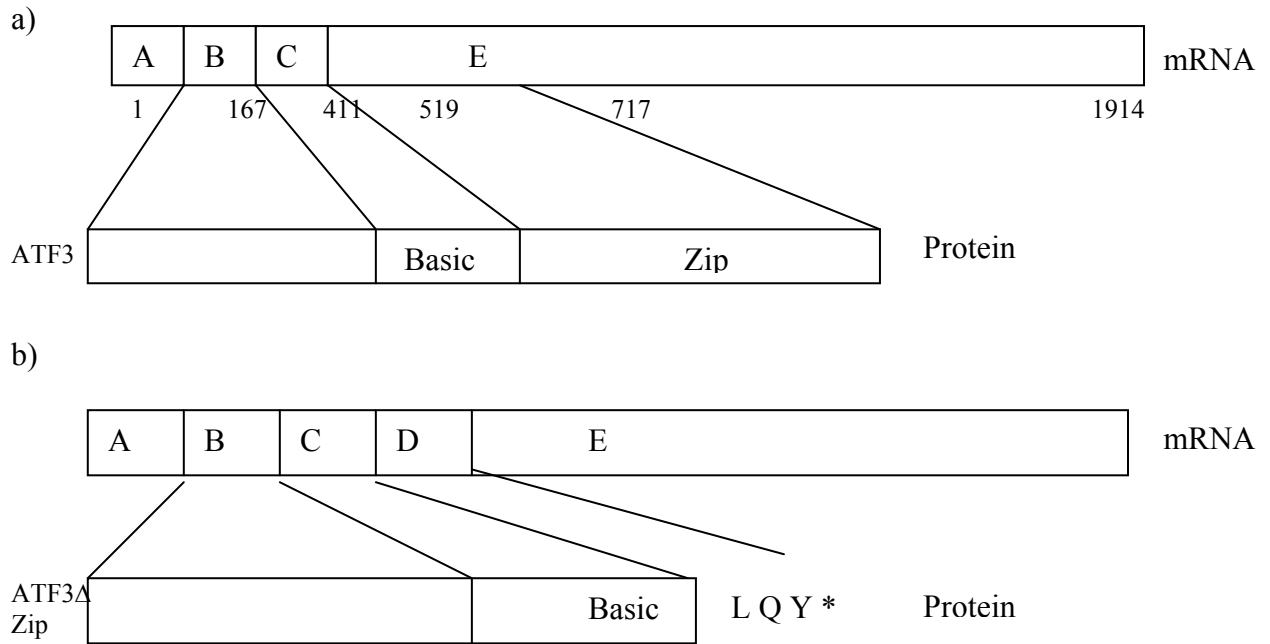 a)
A B C E mRNA
1 167 411 519 717 1914
ATF3 Basic Zip Protein
b)
A B C D E mRNA
ATF3Δ
Zip Basic L Q Y * Protein